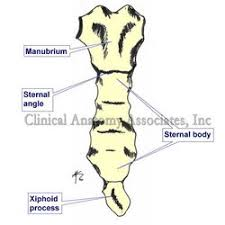 Manubrium
Sternal
angle
Clinical Anatomy Associates, Inc
Sternal body
Xiphoid
process